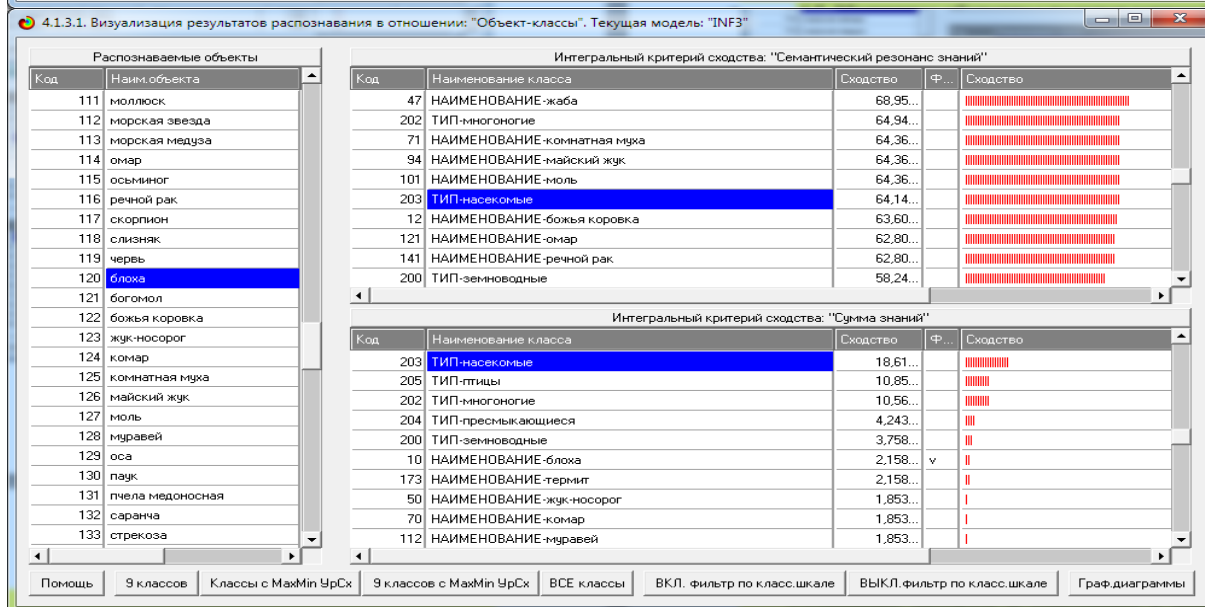 4.1.3.1. Визуализация результатов распознавания в отношении: "Объект-классы". Текущая модель: "INF3"
Распознаваемые объекты
Код Наим.объекта
111 моллюск
112 морская звезда
113 морская медуза
114 омар
115 осьминог
116 речной рак
117 скорпион
118 слизняк
119 червь
120 блоха
121 богомол
122 божья коровка
123 жук-носорог
124 комар
125 комнатная муха
126 майский жук
127 моль
128 муравей
129 оса
130 паук
131 пчела медоносная
132 саранча
133 стрекоза
Интегральный критерий сходства: "Семантический резонанс знаний"
Код Наименование класса Сходство Ф... Сходство
47 НАИМЕНОВАНИЕ-жаба 68,95...
202 ТИП-многоногие 64,94...
71 НАИМЕНОВАНИЕ-комнатная муха 64,36...
94 НАИМЕНОВАНИЕ-майский жук 64,36...
101 НАИМЕНОВАНИЕ-моль 64,36...
203 ТИП-насекомые 64,14...
12 НАИМЕНОВАНИЕ-божья коровка 63,60...
121 НАИМЕНОВАНИЕ-омар 62,80...
141 НАИМЕНОВАНИЕ-речной рак 62,80...
200 ТИП-земноводные 58,24...
Интегральный критерий сходства: "Сумма знаний"
Код Наименование класса Сходство Ф... Сходство
203 ТИП-насекомые 18,61...
205 ТИП-птицы 10,85...
202 ТИП-многоногие 10,56...
204 ТИП-пресмыкающиеся 4,243...
200 ТИП-земноводные 3,758...
10 НАИМЕНОВАНИЕ-блоха 2,158... v
173 НАИМЕНОВАНИЕ-термит 2,158...
50 НАИМЕНОВАНИЕ-жук-носорог 1,853...
70 НАИМЕНОВАНИЕ-комар 1,853...
112 НАИМЕНОВАНИЕ-муравей 1,853...
Помощь 9 классов Классы с MaxMin УрСх 9 классов с MaxMin УрСх ВСЕ классы ВКЛ. фильтр по класс.шкале ВЫКЛ.фильтр по класс.шкале Граф.диаграммы